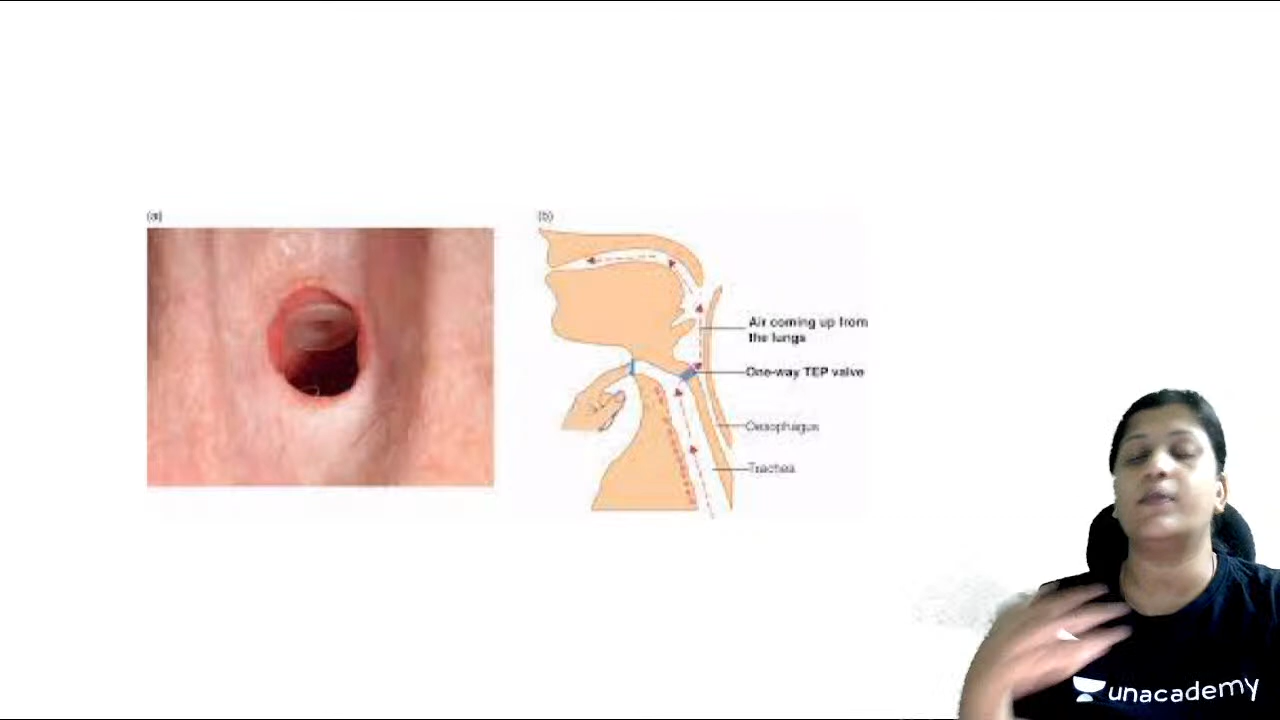 (a)
(b)
Air coming up from
the lungs
One-way TEP valve
Oesophagus
Trachea
unacademy